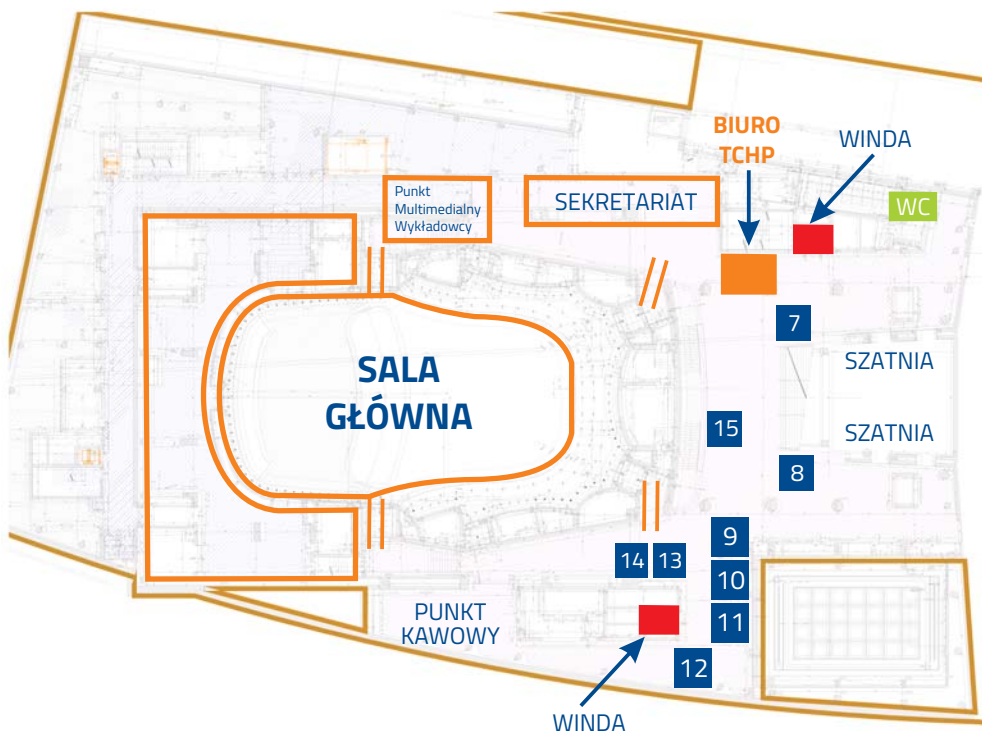 BIURO
TCHP
WINDA
Punkt
Multimedialny
Wykładowcy
SEKRETARIAT
WC
7
SZATNIA
SALA
GŁÓWNA
15
SZATNIA
8
9
14
13
10
11
PUNKT
KAWOWY
12
WINDA